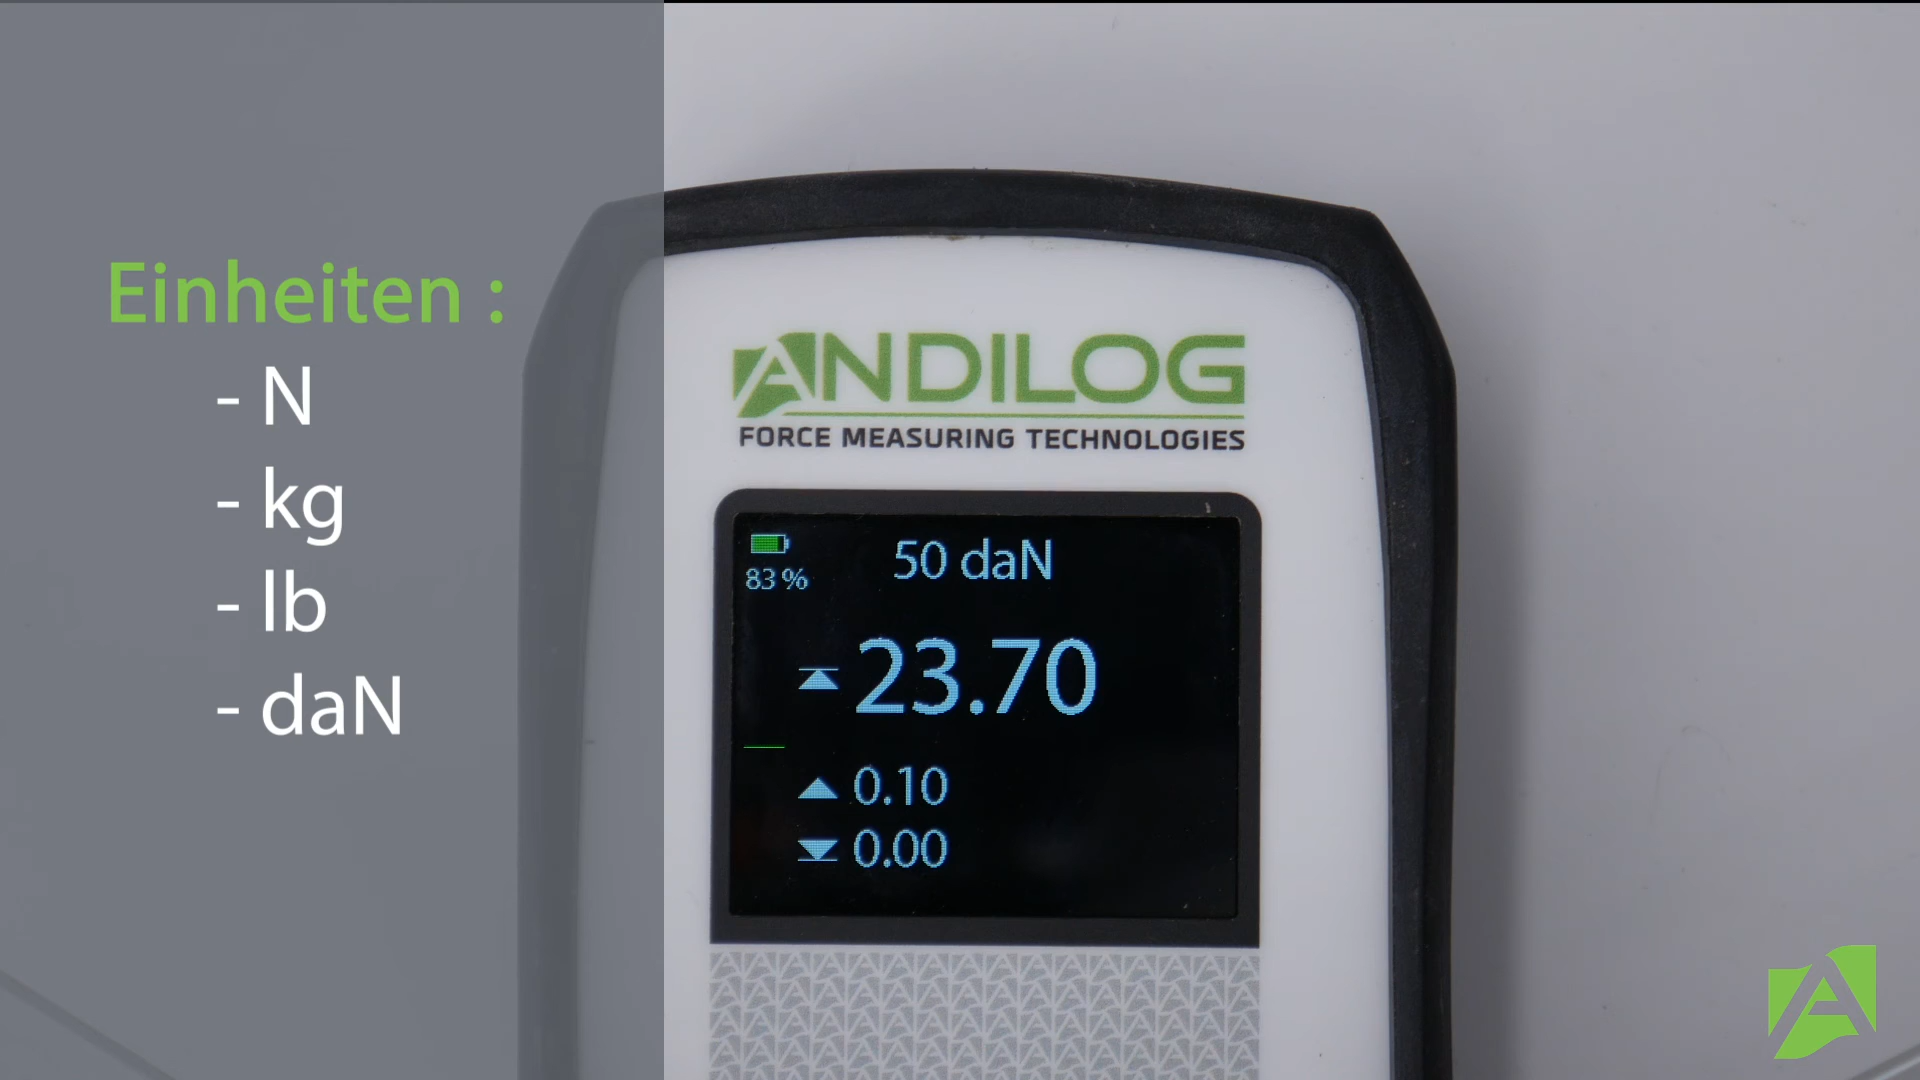 Einheiten :
- N
- kg
- lb
- daN
ANDILOG
FORCE MEASURING TECHNOLOGIES
83 %
50 daN
23.70
0.10
0.00